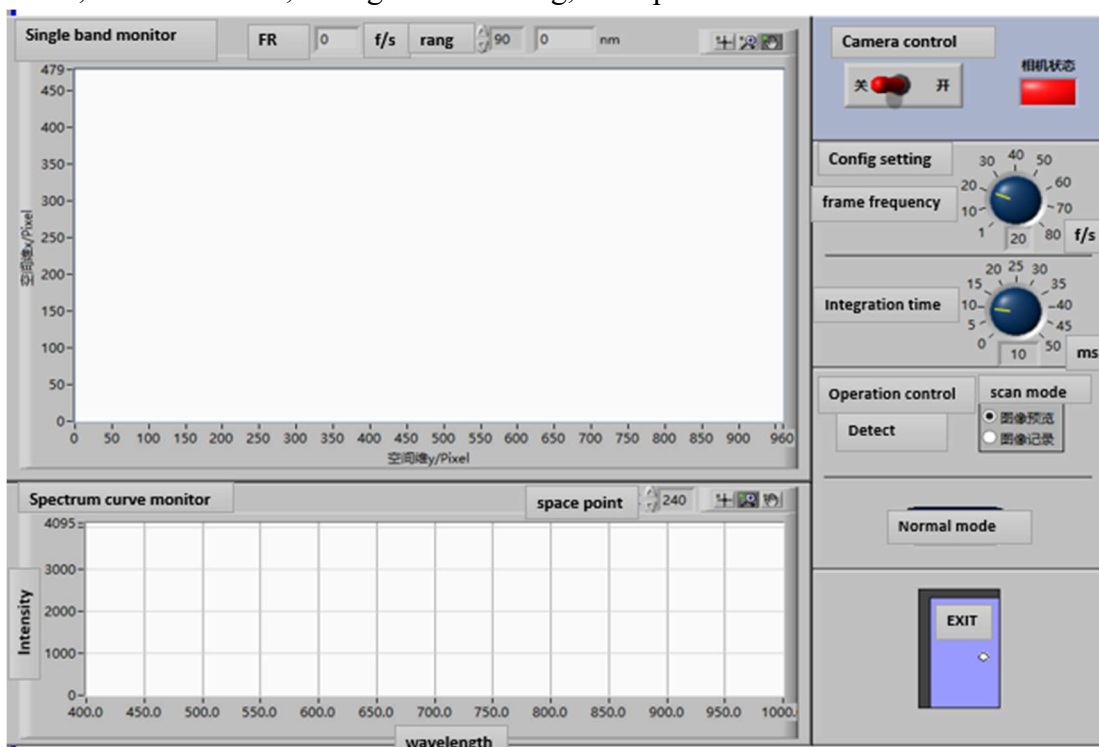 Single band monitor
FR 0 f/s rang 90 0 nm
479
450
400
350
300
250
200
150
100
50
0
空间维x/Pixel
0 50 100 150 200 250 300 350 400 450 500 550 600 650 700 750 800 850 900 960
空间维y/Pixel
Spectrum curve monitor
space point 240
4095
3000
2000
1000
0
Intensity
400.0 450.0 500.0 550.0 600.0 650.0 700.0 750.0 800.0 850.0 900.0 950.0 1000.
wavelength
Camera control
相机状态
关 开
Config setting
frame frequency
1 10 20 30 40 50 60 70 80
20
f/s
Integration time
0 5 10 15 20 25 30 35 40 45 50
10
ms
Operation control
scan mode
Detect
图像预览
图像记录
Normal mode
EXIT